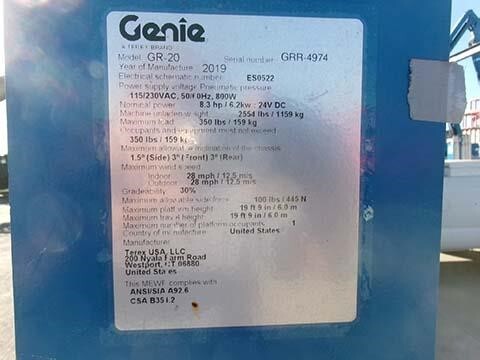 Genie
A TEREX BRAND
Model: GR-20 Serial number: GRR-4974
Year of Manufacture: 2019
Electrical schematic number: ES0522
Power supply voltage, Pneumatic pressure
115/230VAC, 50/60Hz, 800W
Nominal power 8.3 hp / 6.2kw : 24V DC
Machine unladen weight 2554 lbs / 1159 kg
Maximum load 350 lbs / 159 kg
Occupants and equipment must not exceed
350 lbs / 159 kg
Maximum allowable inclination of the chassis
1.5° (Side) 3° (Front) 3° (Rear)
Maximum wind speed
Indoor 28 mph / 12.5 m/s
Outdoor 28 mph / 12.5 m/s
Gradeability 30%
Maximum allowable side force 100 lbs / 445 N
Maximum platform height 19 ft 9 in / 6.0 m
Maximum travel height 19 ft 9 in / 6.0 m
Maximum number of platform occupants 1
Country of manufacture United States
Manufacturer
Terex USA, LLC
200 Nyala Farm Road
Westport, CT 06880
United States
This MEWP complies with
ANSI/SIA A92.6
CSA B354.2